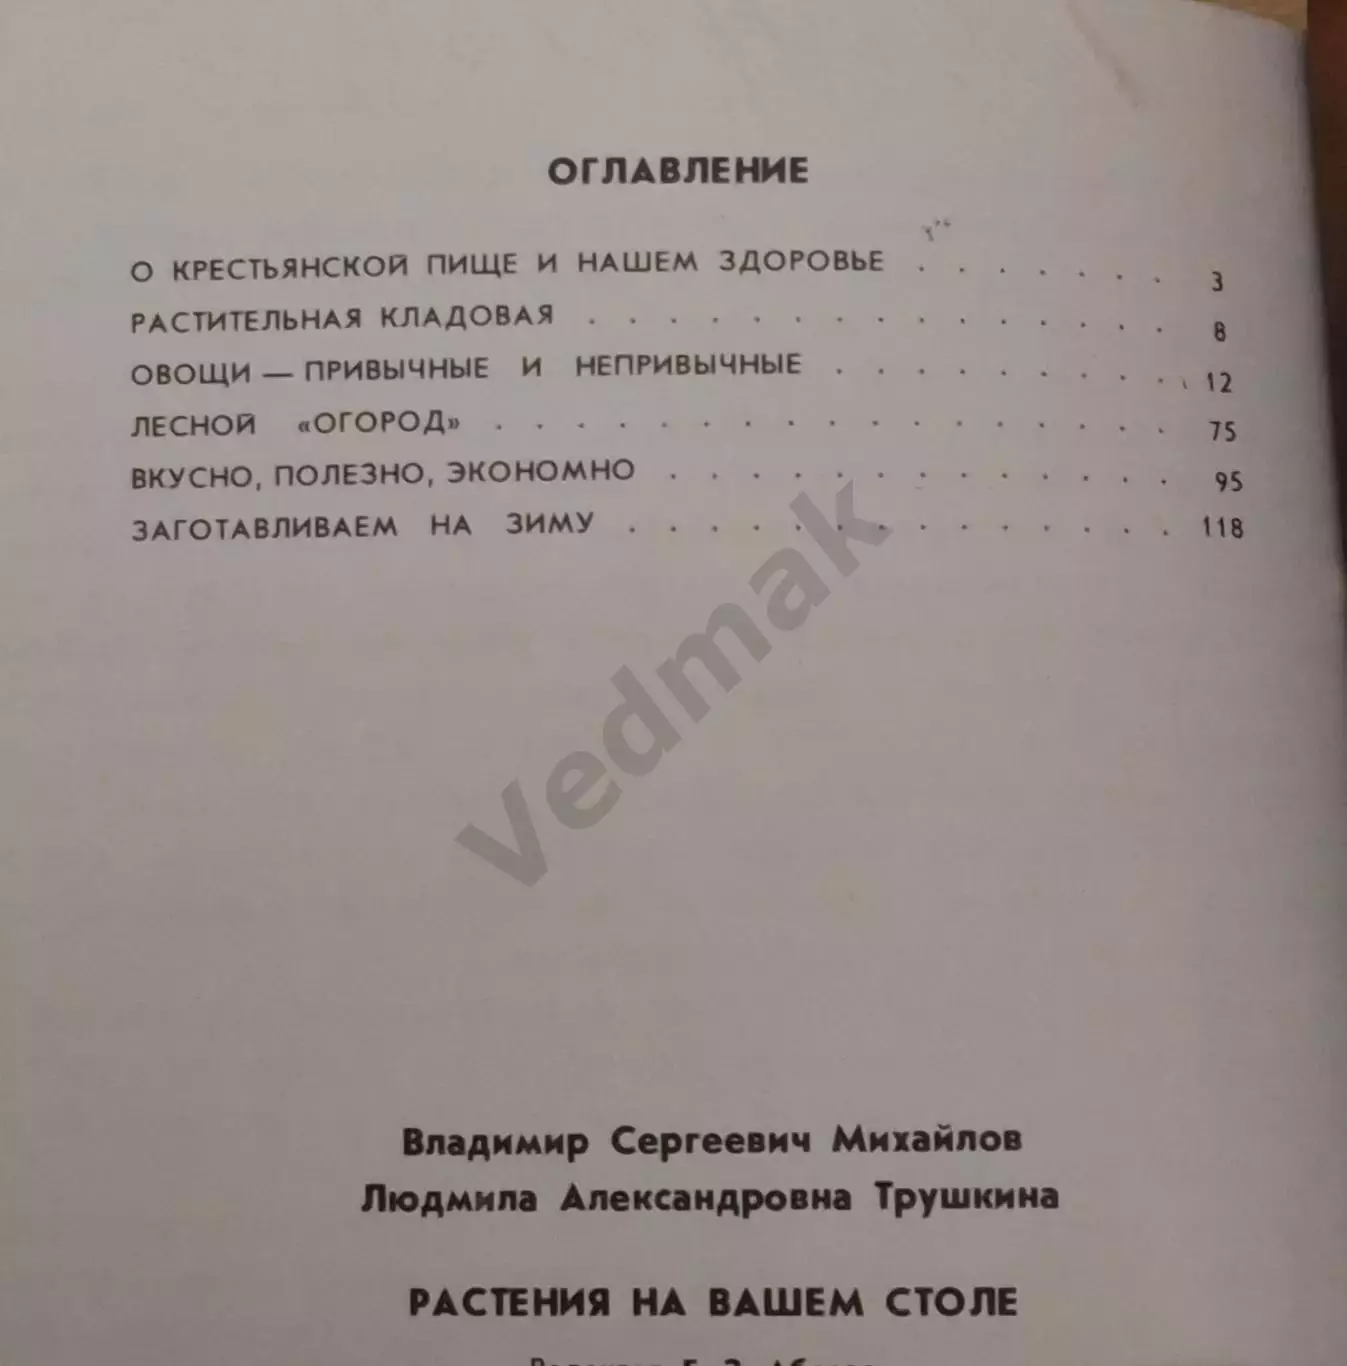 ОГЛАВЛЕНИЕ
О КРЕСТЬЯНСКОЙ ПИЩЕ И НАШЕМ ЗДОРОВЬЕ . . . . . . . 3
РАСТИТЕЛЬНАЯ КЛАДОВАЯ . . . . . . . . . . . . . . . 8
ОВОЩИ — ПРИВЫЧНЫЕ И НЕПРИВЫЧНЫЕ . . . . . . . . . 12
ЛЕСНОЙ «ОГОРОД» . . . . . . . . . . . . . . . . . 75
ВКУСНО, ПОЛЕЗНО, ЭКОНОМНО . . . . . . . . . . . . . 95
ЗАГОТАВЛИВАЕМ НА ЗИМУ . . . . . . . . . . . . . . 118
Vedmak
Владимир Сергеевич Михайлов
Людмила Александровна Трушкина
РАСТЕНИЯ НА ВАШЕМ СТОЛЕ